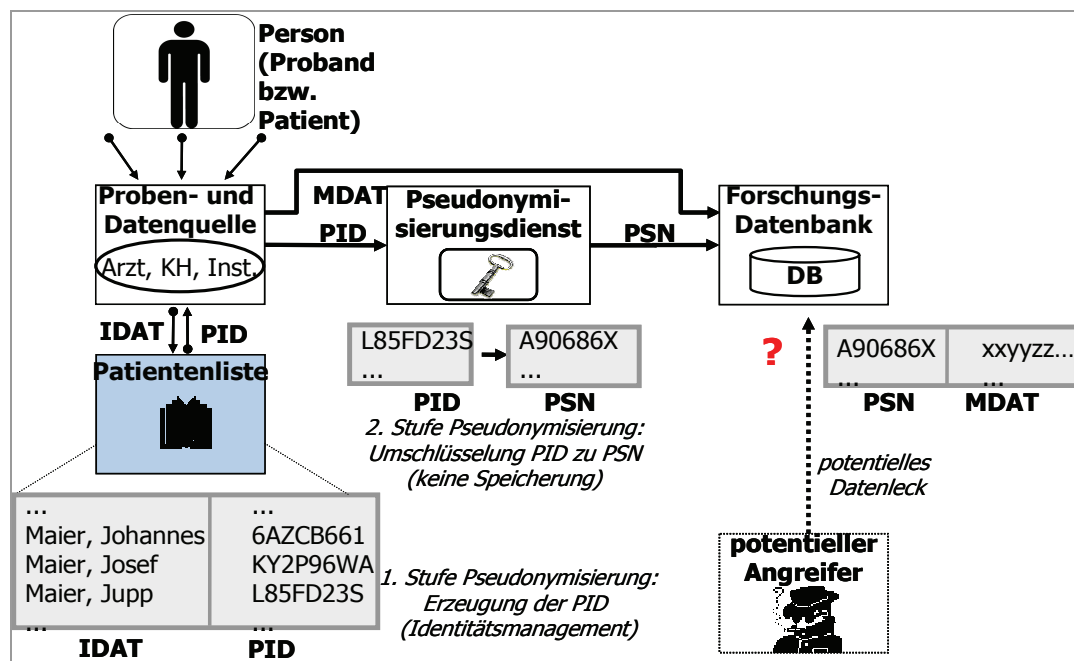 Person
(Proband
bzw.
Patient)
Proben- und
Datenquelle
Arzt, KH, Inst.
MDAT
PID
Pseudonymi-
sierungsdienst
PSN
Forschungs-
Datenbank
DB
IDAT
PID
Patientenliste
L85FD23S
...
A90686X
...
PID
PSN
2. Stufe Pseudonymisierung:
Umschlüsselung PID zu PSN
(keine Speicherung)
?
A90686X
xxyyzz...
...
...
PSN
MDAT
potentielles
Datenleck
... ...
Maier, Johannes 6AZCB661
Maier, Josef KY2P96WA
Maier, Jupp L85FD23S
... ...
IDAT PID
1. Stufe Pseudonymisierung:
Erzeugung der PID
(Identitätsmanagement)
potentieller
Angreifer